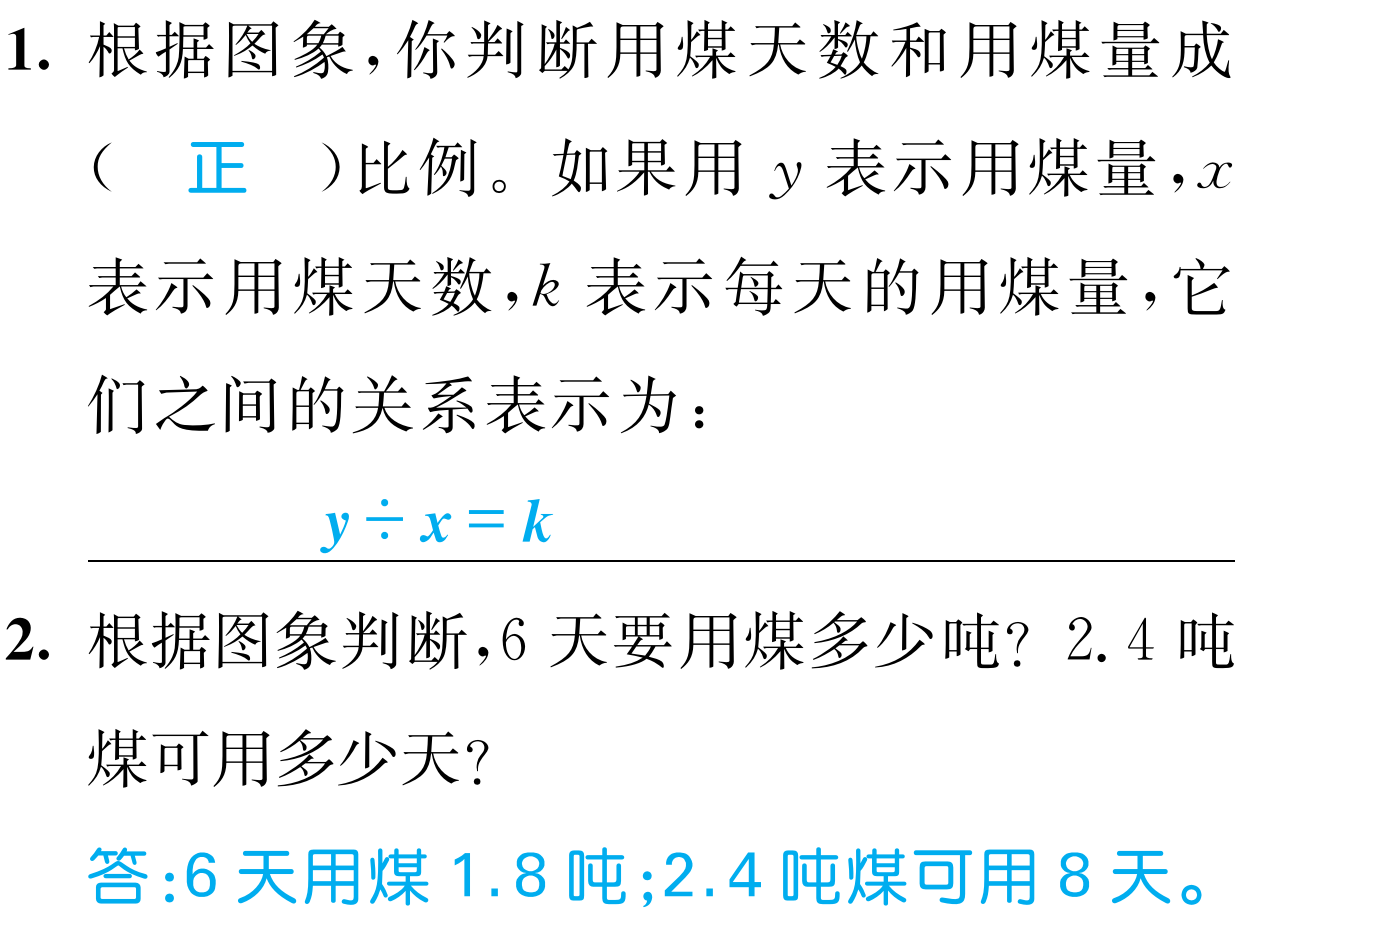 1. 根据图象,你判断用煤天数和用煤量成
( 正 )比例。如果用 y 表示用煤量,x
表示用煤天数,k 表示每天的用煤量,它
们之间的关系表示为:
y÷x=k
2. 根据图象判断,6 天要用煤多少吨? 2.4 吨
煤可用多少天?
答:6 天用煤 1.8 吨;2.4 吨煤可用 8 天。